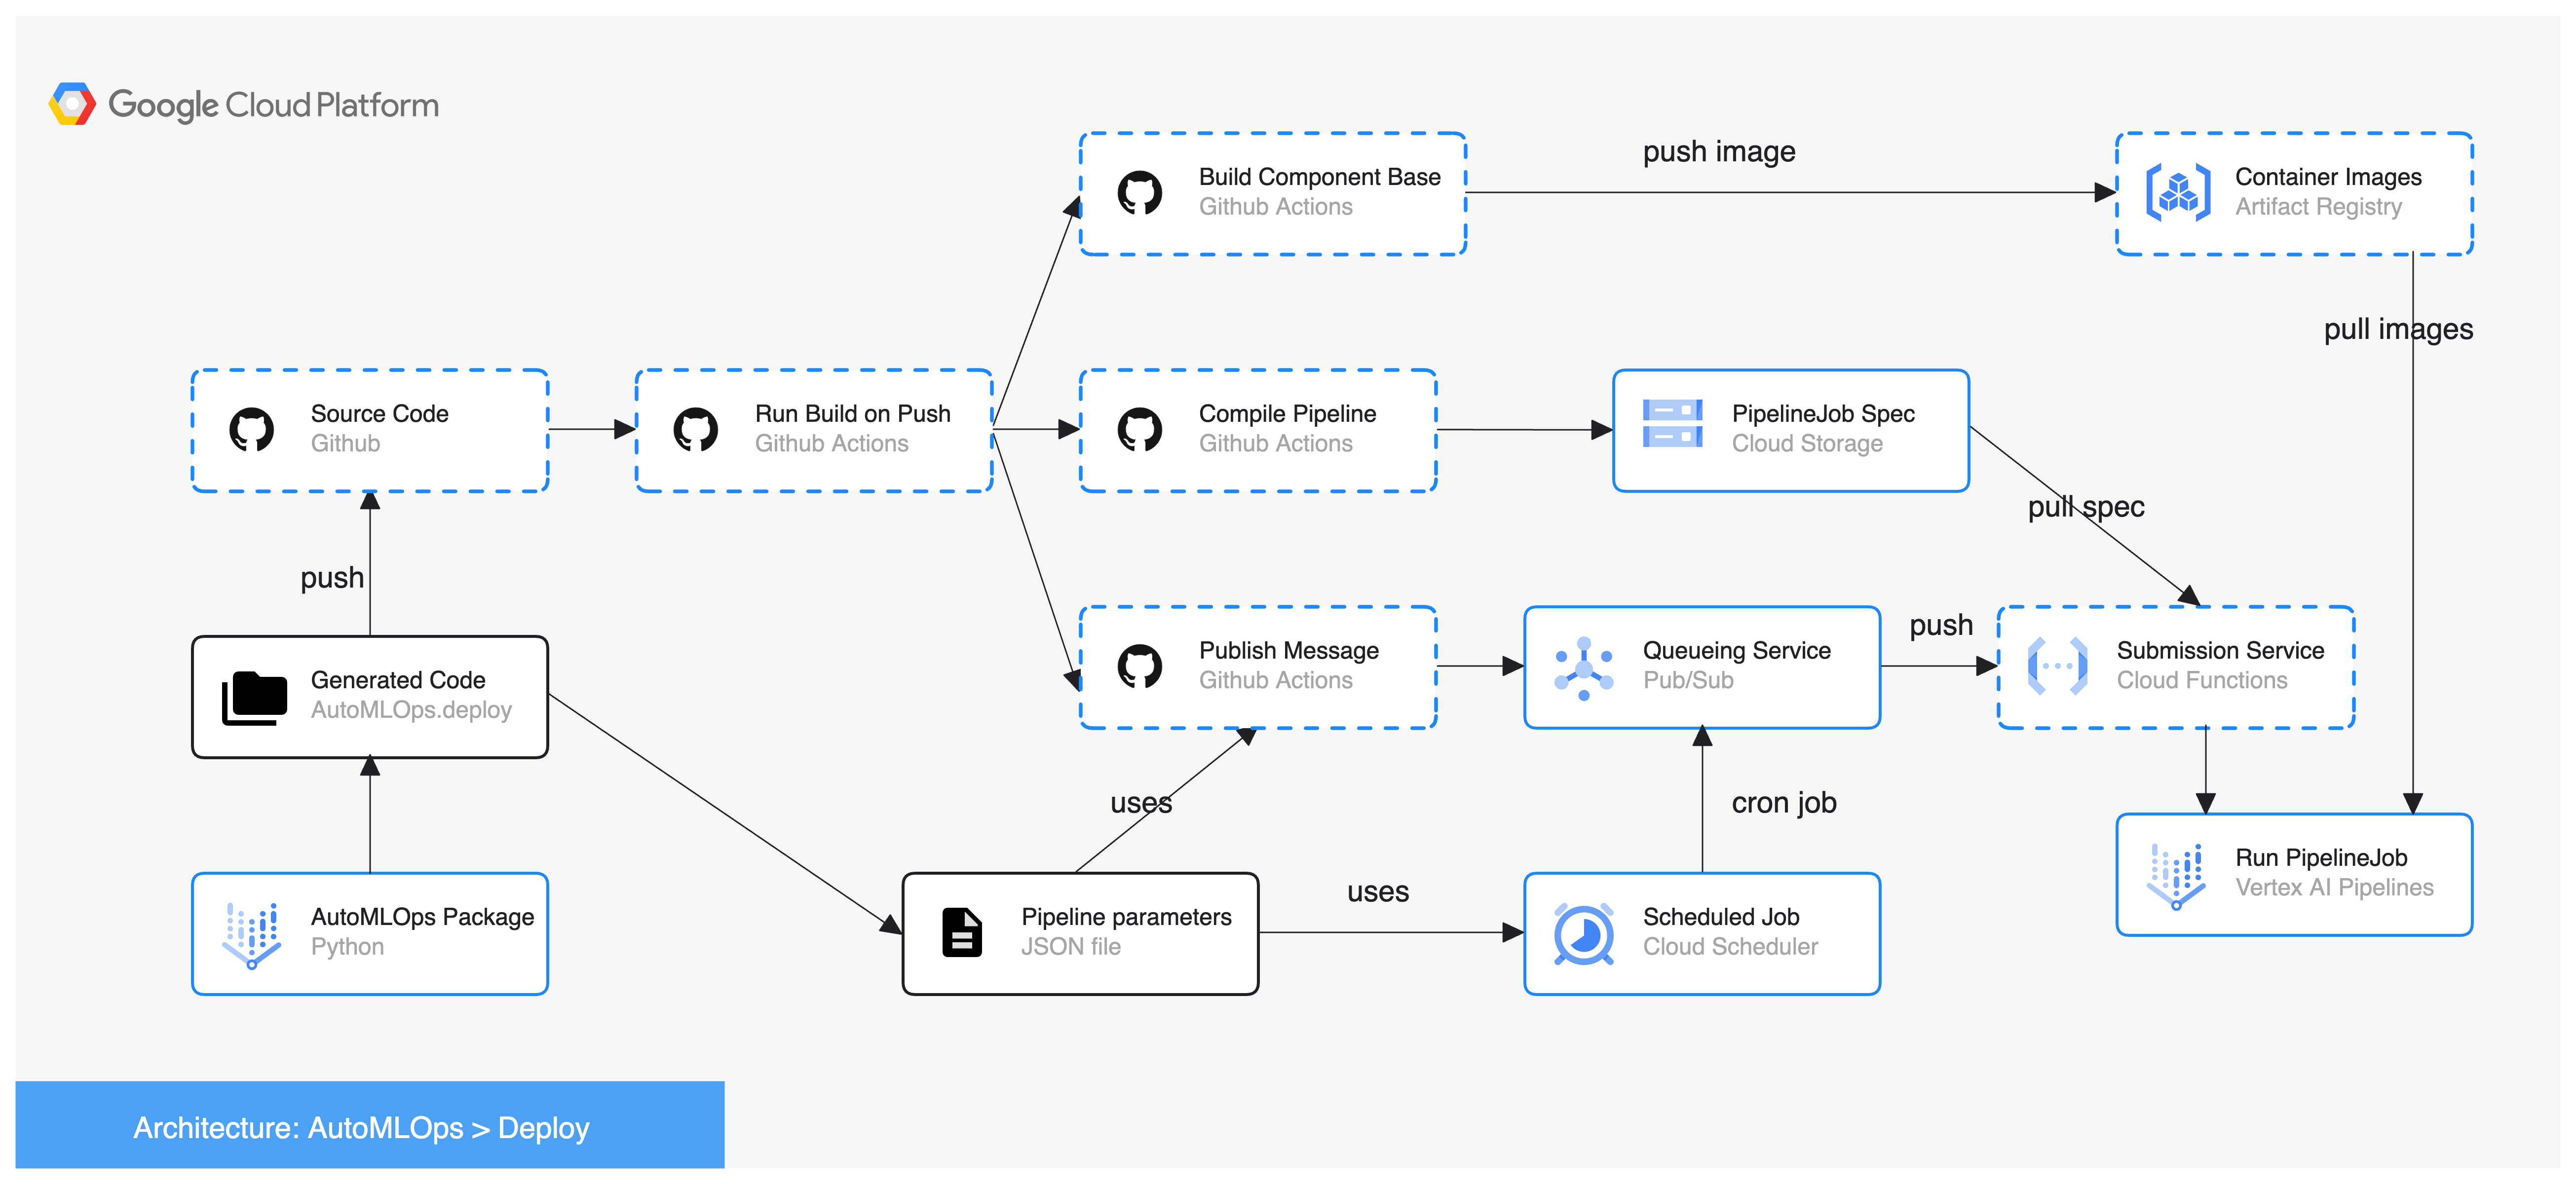 Google Cloud Platform
Build Component Base
Github Actions
push image
Container Images
Artifact Registry
pull images
Source Code
Github
Run Build on Push
Github Actions
Compile Pipeline
Github Actions
PipelineJob Spec
Cloud Storage
pull spec
push
Generated Code
AutoMLOps.deploy
Publish Message
Github Actions
Queueing Service
Pub/Sub
push
Submission Service
Cloud Functions
uses
cron job
AutoMLOps Package
Python
Pipeline parameters
JSON file
uses
Scheduled Job
Cloud Scheduler
Run PipelineJob
Vertex AI Pipelines
Architecture: AutoMLOps > Deploy